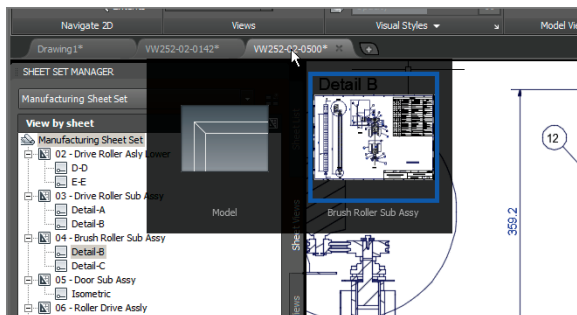 Navigate 2D
Views
Visual Styles
Model Vie
Drawing1*
VW252-02-0142*
VW252-02-0500*
SHEET SET MANAGER
Manufacturing Sheet Set
View by sheet
Manufacturing Sheet Set
02 - Drive Roller Asly Lower
D-D
E-E
03 - Drive Roller Sub Assy
Detail-A
Detail-B
04 - Brush Roller Sub Assy
Detail-B
Detail-C
05 - Door Sub Assy
Isometric
06 - Roller Drive Assly
Model
Detail B
Brush Roller Sub Assy
Sheet Views
Views
359.2
12